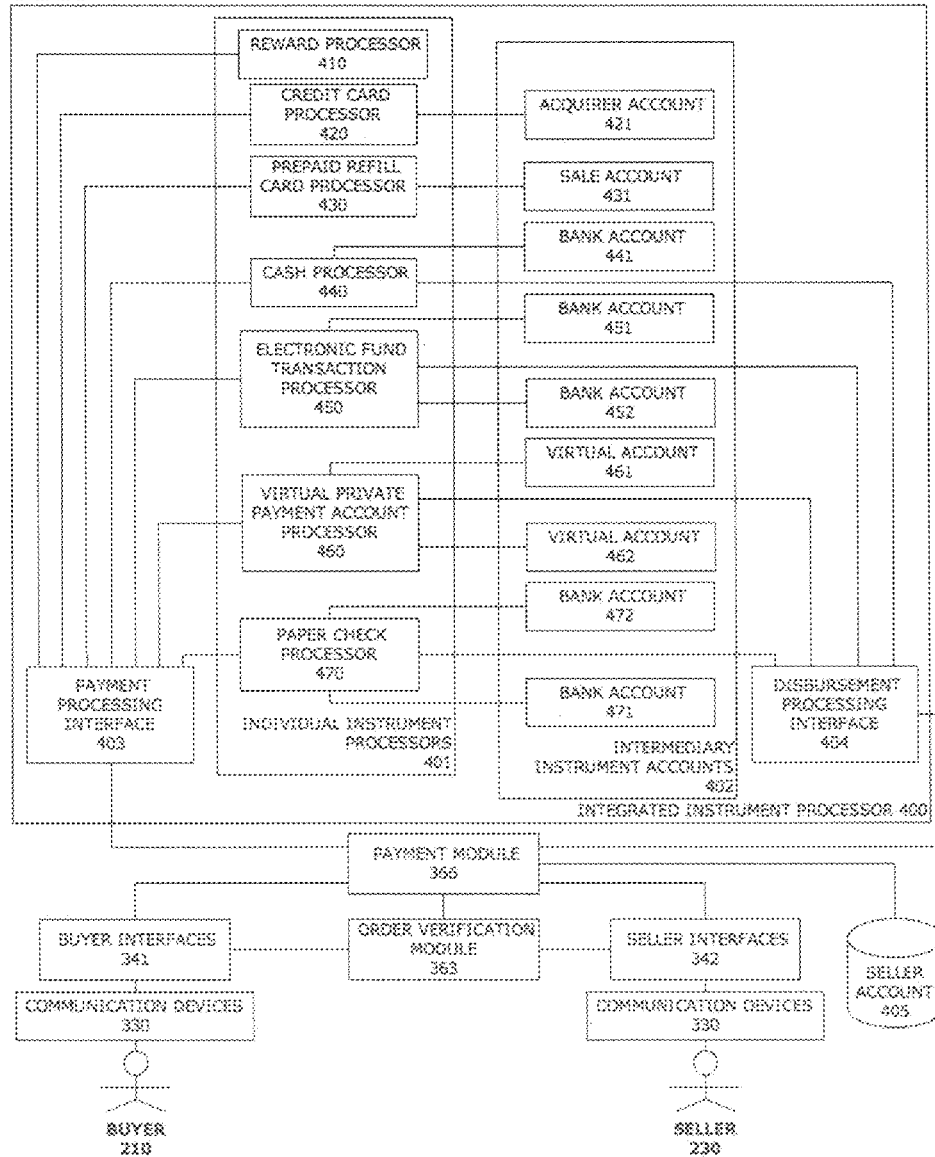 REWARD PROCESSOR
410
CREDIT CARD
PROCESSOR
420
ACQUIRER ACCOUNT
421
PREPAID REFILL
CARD PROCESSOR
430
SALE ACCOUNT
431
BANK ACCOUNT
441
CASH PROCESSOR
440
BANK ACCOUNT
451
ELECTRONIC FUND
TRANSACTION
PROCESSOR
450
BANK ACCOUNT
452
VIRTUAL ACCOUNT
461
VIRTUAL PRIVATE
PAYMENT ACCOUNT
PROCESSOR
460
VIRTUAL ACCOUNT
462
BANK ACCOUNT
472
PAPER CHECK
PROCESSOR
470
BANK ACCOUNT
471
PAYMENT
PROCESSING
INTERFACE
403
INDIVIDUAL INSTRUMENT
PROCESSORS
401
INTERMEDIARY
INSTRUMENT ACCOUNTS
402
DISBURSEMENT
PROCESSING
INTERFACE
404
INTEGRATED INSTRUMENT PROCESSOR 400
PAYMENT MODULE
366
BUYER INTERFACES
341
ORDER VERIFICATION
MODULE
363
SELLER INTERFACES
342
SELLER
ACCOUNT
405
COMMUNICATION DEVICES
330
COMMUNICATION DEVICES
330
BUYER
210
SELLER
230